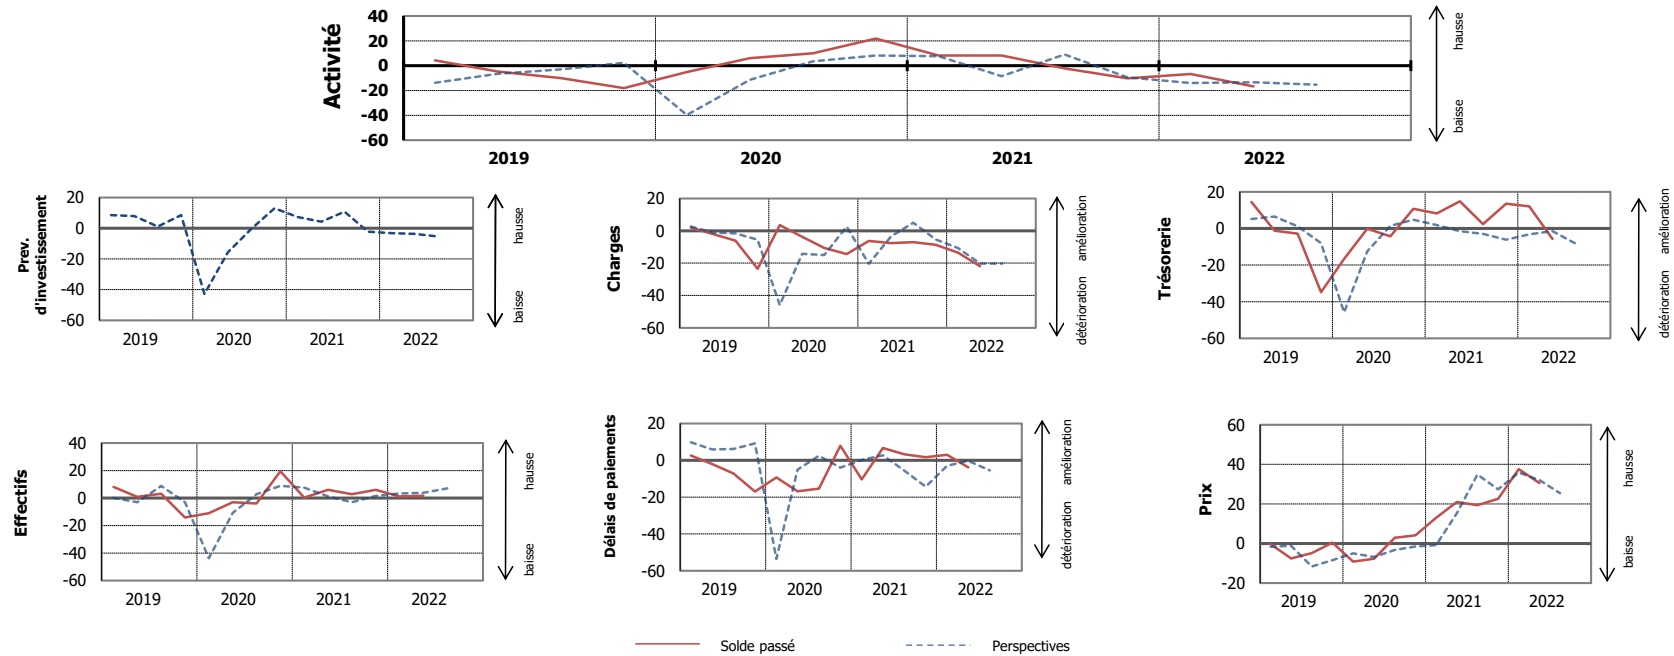 Activité
40
20
0
-20
-40
-60
2019
2020
2021
2022
hausse
baisse
Prev.
d'investissement
20
0
-20
-40
-60
2019
2020
2021
2022
hausse
baisse
Charges
20
0
-20
-40
-60
2019
2020
2021
2022
amélioration
détérioration
Trésorerie
20
0
-20
-40
-60
2019
2020
2021
2022
amélioration
détérioration
Effectifs
40
20
0
-20
-40
-60
2019
2020
2021
2022
hausse
baisse
Délais de paiements
20
0
-20
-40
-60
2019
2020
2021
2022
amélioration
détérioration
Prix
60
40
20
0
-20
2019
2020
2021
2022
hausse
baisse
Solde passé
Perspectives